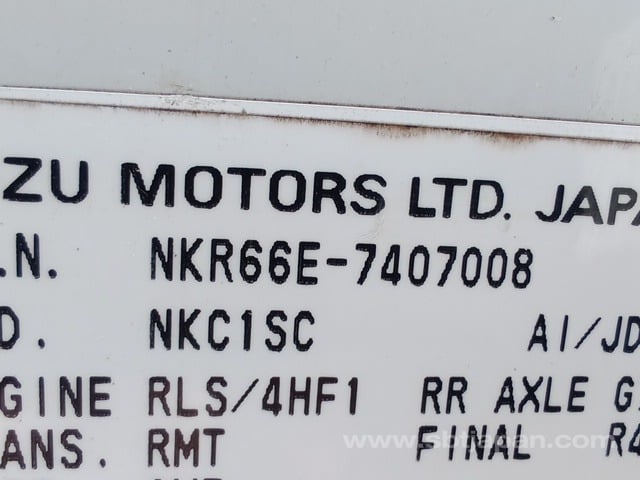 ZU MOTORS LTD. JAPA
.N. NKR66E-7407008
D. NKC1SC AI/JD
GINE RLS/4HF1 RR AXLE G
ANS. RMT FINAL R4
www.sbtjapan.com